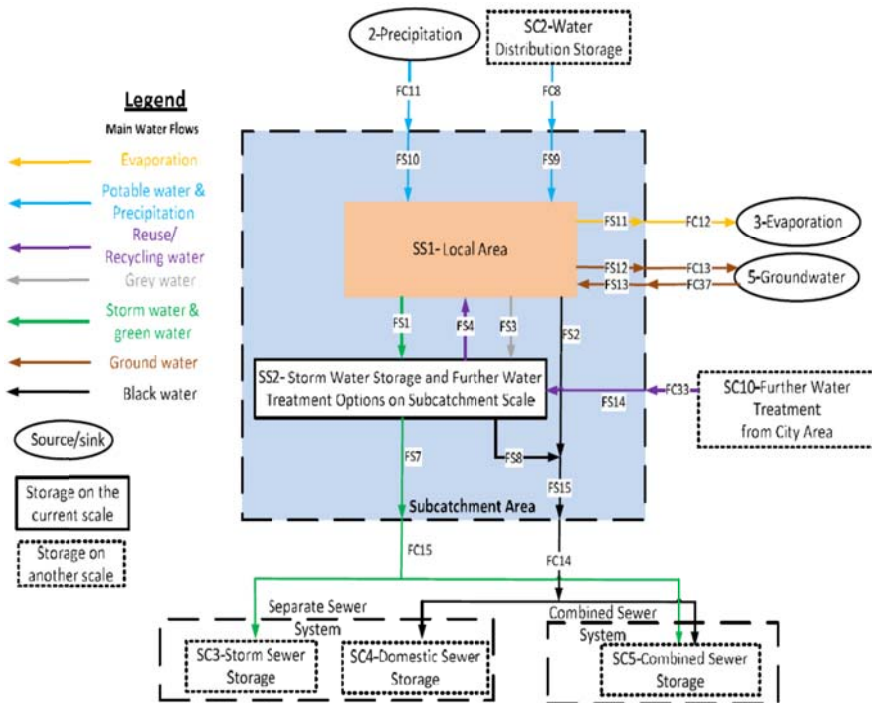 2-Precipitation
SC2-Water
Distribution Storage
Legend
Main Water Flows
Evaporation
Potable water &
Precipitation
Reuse/
Recycling water
Grey water
Storm water &
green water
Ground water
Black water
Source/sink
Storage on the
current scale
Storage on
another scale
FC11
FC8
FS10
FS9
SS1- Local Area
FS11
FC12
3-Evaporation
FS12
FC13
FS13
FC37
5-Groundwater
FS1
FS4
FS3
FS2
SS2- Storm Water Storage and Further Water
Treatment Options on Subcatchment Scale
FS14
FC33
SC10-Further Water
Treatment
from City Area
FS7
FS8
FS15
Subcatchment Area
FC15
FC14
Separate Sewer
System
SC3-Storm Sewer
Storage
SC4-Domestic Sewer
Storage
Combined Sewer
System
SC5-Combined Sewer
Storage